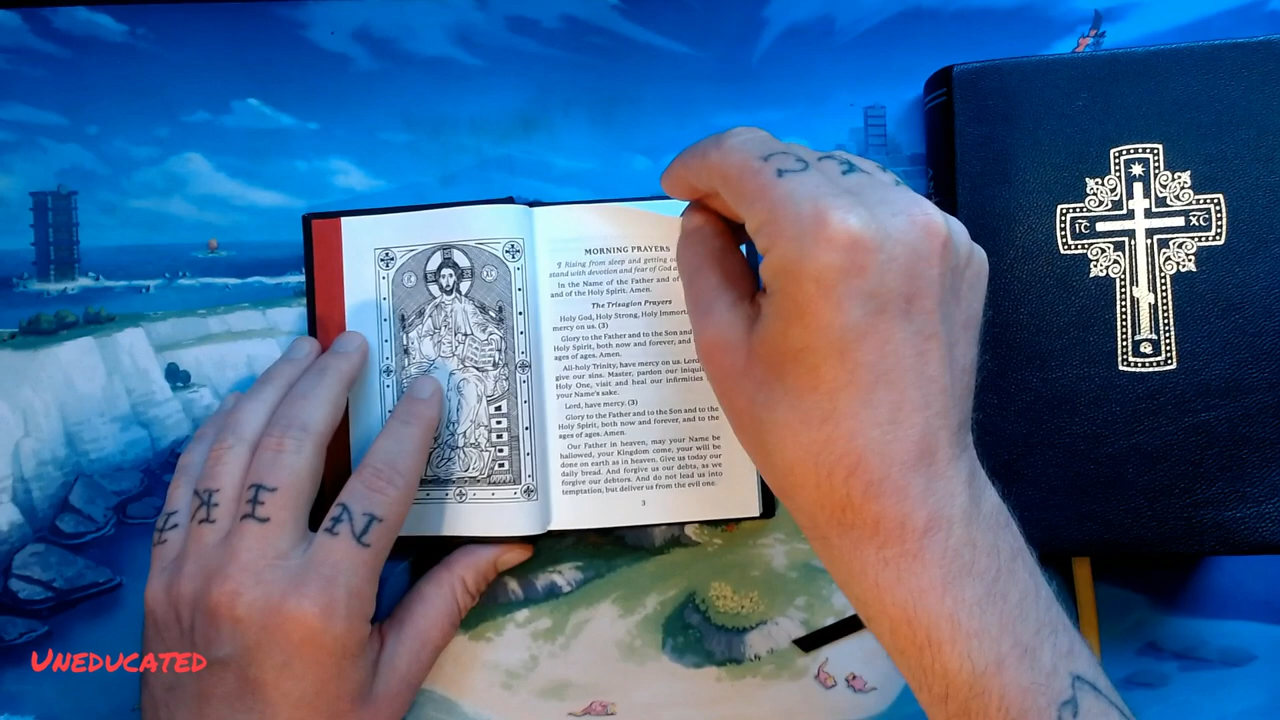 MORNING PRAYERS
¶ Rising from sleep and getting
stand with devotion and fear of God
In the Name of the Father and of
and of the Holy Spirit. Amen.
The Trisagion Prayers
Holy God, Holy Strong, Holy
mercy on us. (3)
Glory to the Father and to the Son and
Holy Spirit, both now and forever, and
ages of ages. Amen.
All-holy Trinity, have mercy on us. Lord
give our sins. Master, pardon our
Holy One, visit and heal our infirmities
your Name's sake.
Lord, have mercy. (3)
Glory to the Father and to the Son and to the
Holy Spirit, both now and forever, and to the
ages of ages. Amen.
Our Father in heaven, may your Name be
hallowed, your Kingdom come, your will be
done on earth as in heaven. Give us today our
daily bread. And forgive us our debts, as we
forgive our debtors. And do not lead us into
temptation, but deliver us from the evil one.
3
IC XC
IC XC
UNEDUCATED